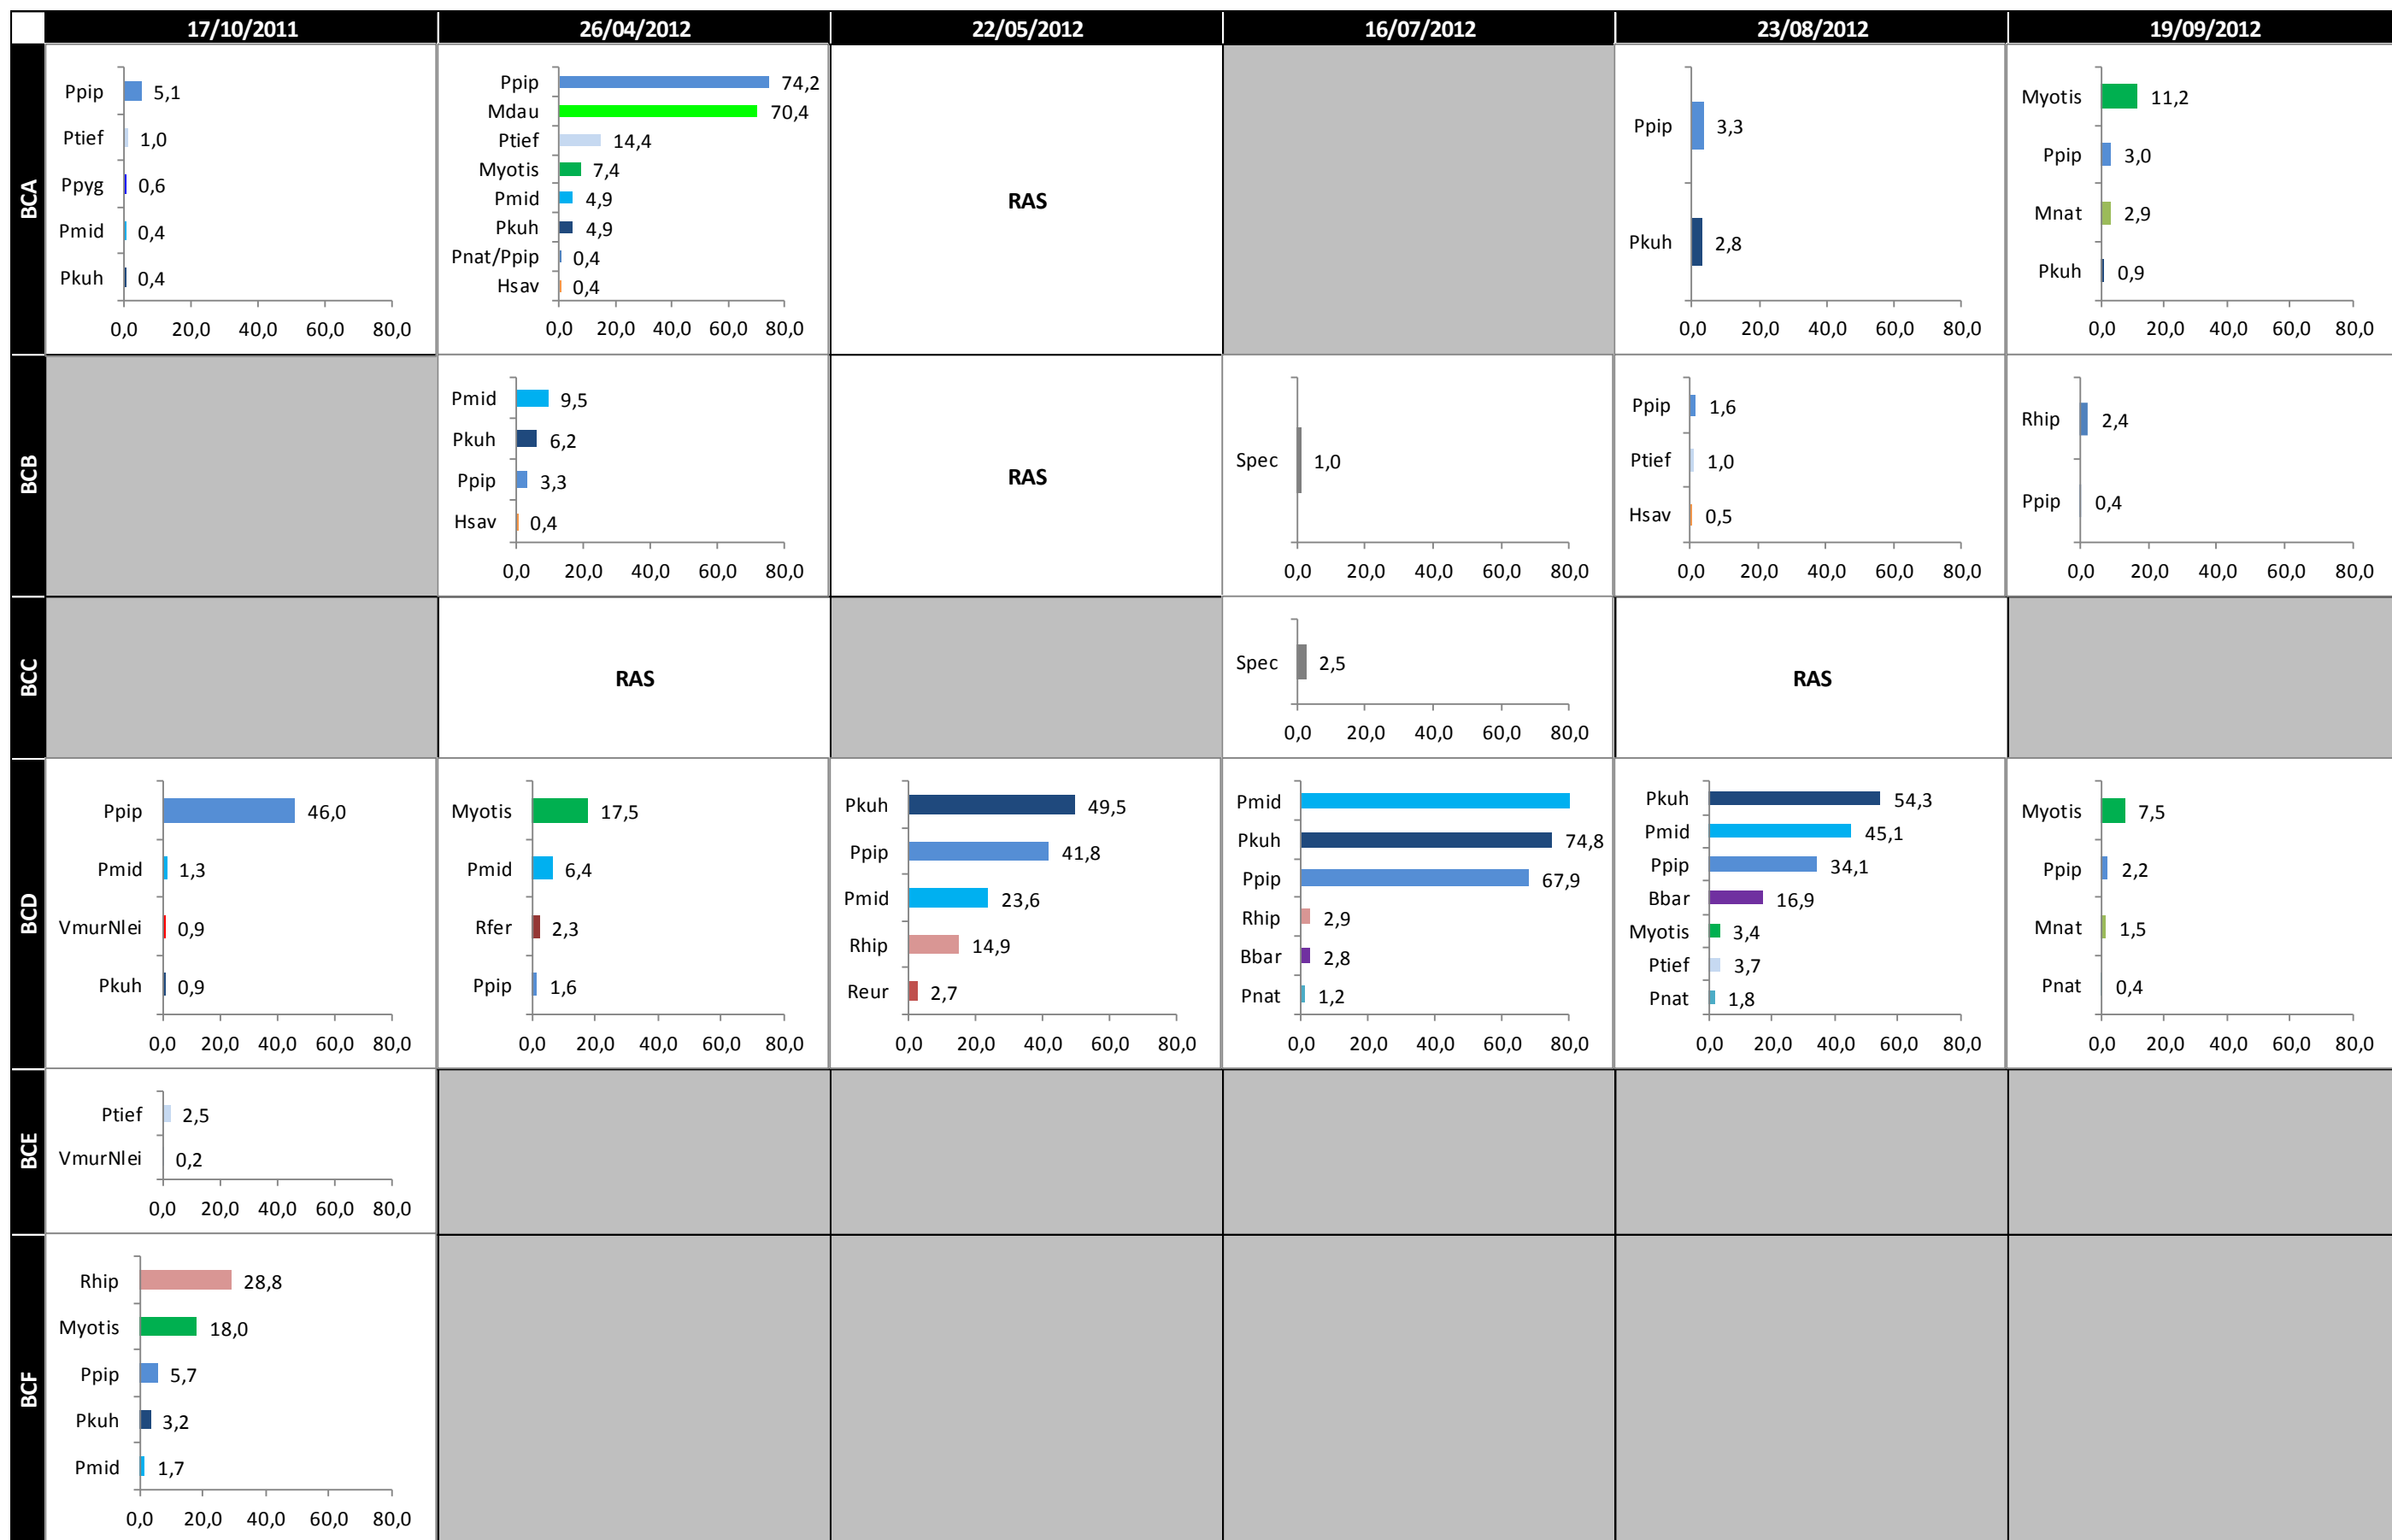 17/10/2011 26/04/2012 22/05/2012 16/07/2012 23/08/2012 19/09/2012
BCA
Ppip 5,1
Ptief 1,0
Ppyg 0,6
Pmid 0,4
Pkuh 0,4
0,0 20,0 40,0 60,0 80,0
Ppip 74,2
Mdau 70,4
Ptief 14,4
Myotis 7,4
Pmid 4,9
Pkuh 4,9
Pnat/Ppip 0,4
Hsav 0,4
0,0 20,0 40,0 60,0 80,0
RAS
Ppip 3,3
Pkuh 2,8
0,0 20,0 40,0 60,0 80,0
Myotis 11,2
Ppip 3,0
Mnat 2,9
Pkuh 0,9
0,0 20,0 40,0 60,0 80,0
BCB
Pmid 9,5
Pkuh 6,2
Ppip 3,3
Hsav 0,4
0,0 20,0 40,0 60,0 80,0
RAS
Spec 1,0
0,0 20,0 40,0 60,0 80,0
Ppip 1,6
Ptief 1,0
Hsav 0,5
0,0 20,0 40,0 60,0 80,0
Rhip 2,4
Ppip 0,4
0,0 20,0 40,0 60,0 80,0
BCC
RAS
Spec 2,5
0,0 20,0 40,0 60,0 80,0
RAS
BCD
Ppip 46,0
Pmid 1,3
VmurNlei 0,9
Pkuh 0,9
0,0 20,0 40,0 60,0 80,0
Myotis 17,5
Pmid 6,4
Rfer 2,3
Ppip 1,6
0,0 20,0 40,0 60,0 80,0
Pkuh 49,5
Ppip 41,8
Pmid 23,6
Rhip 14,9
Reur 2,7
0,0 20,0 40,0 60,0 80,0
Pmid
Pkuh 74,8
Ppip 67,9
Rhip 2,9
Bbar 2,8
Pnat 1,2
0,0 20,0 40,0 60,0 80,0
Pkuh 54,3
Pmid 45,1
Ppip 34,1
Bbar 16,9
Myotis 3,4
Ptief 3,7
Pnat 1,8
0,0 20,0 40,0 60,0 80,0
Myotis 7,5
Ppip 2,2
Mnat 1,5
Pnat 0,4
0,0 20,0 40,0 60,0 80,0
BCE
Ptief 2,5
VmurNlei 0,2
0,0 20,0 40,0 60,0 80,0
BCF
Rhip 28,8
Myotis 18,0
Ppip 5,7
Pkuh 3,2
Pmid 1,7
0,0 20,0 40,0 60,0 80,0